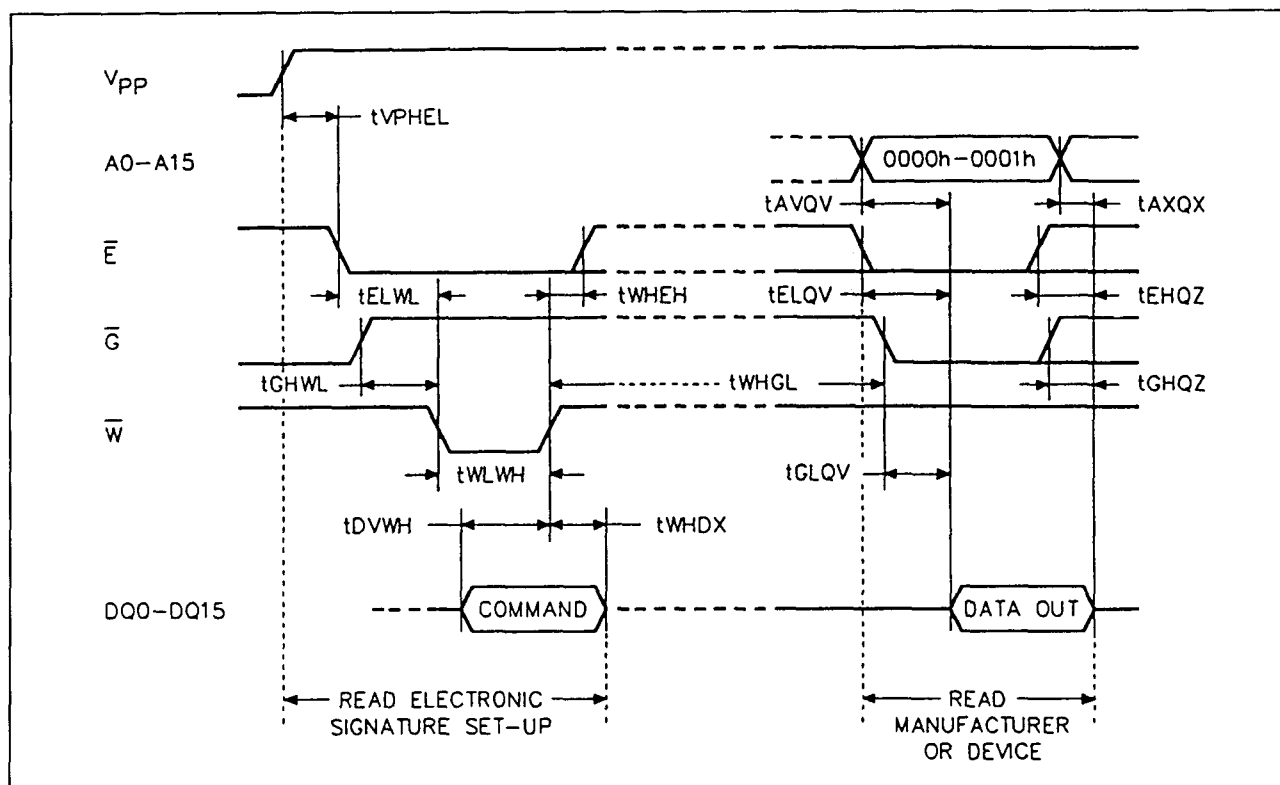 VPP
tVPHEL
A0-A15
0000h-0001h
tAVQV
tAXQX
E
tELWL
tWHEH
tELQV
tEHQZ
G
tGHWL
tWHGL
tGHQZ
W
tWLWH
tGLQV
tDVWH
tWHDX
DQ0-DQ15
COMMAND
DATA OUT
READ ELECTRONIC
SIGNATURE SET-UP
READ
MANUFACTURER
OR DEVICE